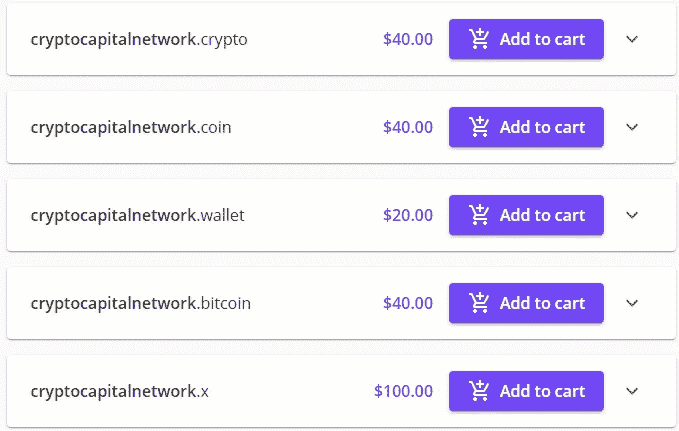 cryptocapitalnetwork.crypto $40.00 Add to cart
cryptocapitalnetwork.coin $40.00 Add to cart
cryptocapitalnetwork.wallet $20.00 Add to cart
cryptocapitalnetwork.bitcoin $40.00 Add to cart
cryptocapitalnetwork.x $100.00 Add to cart